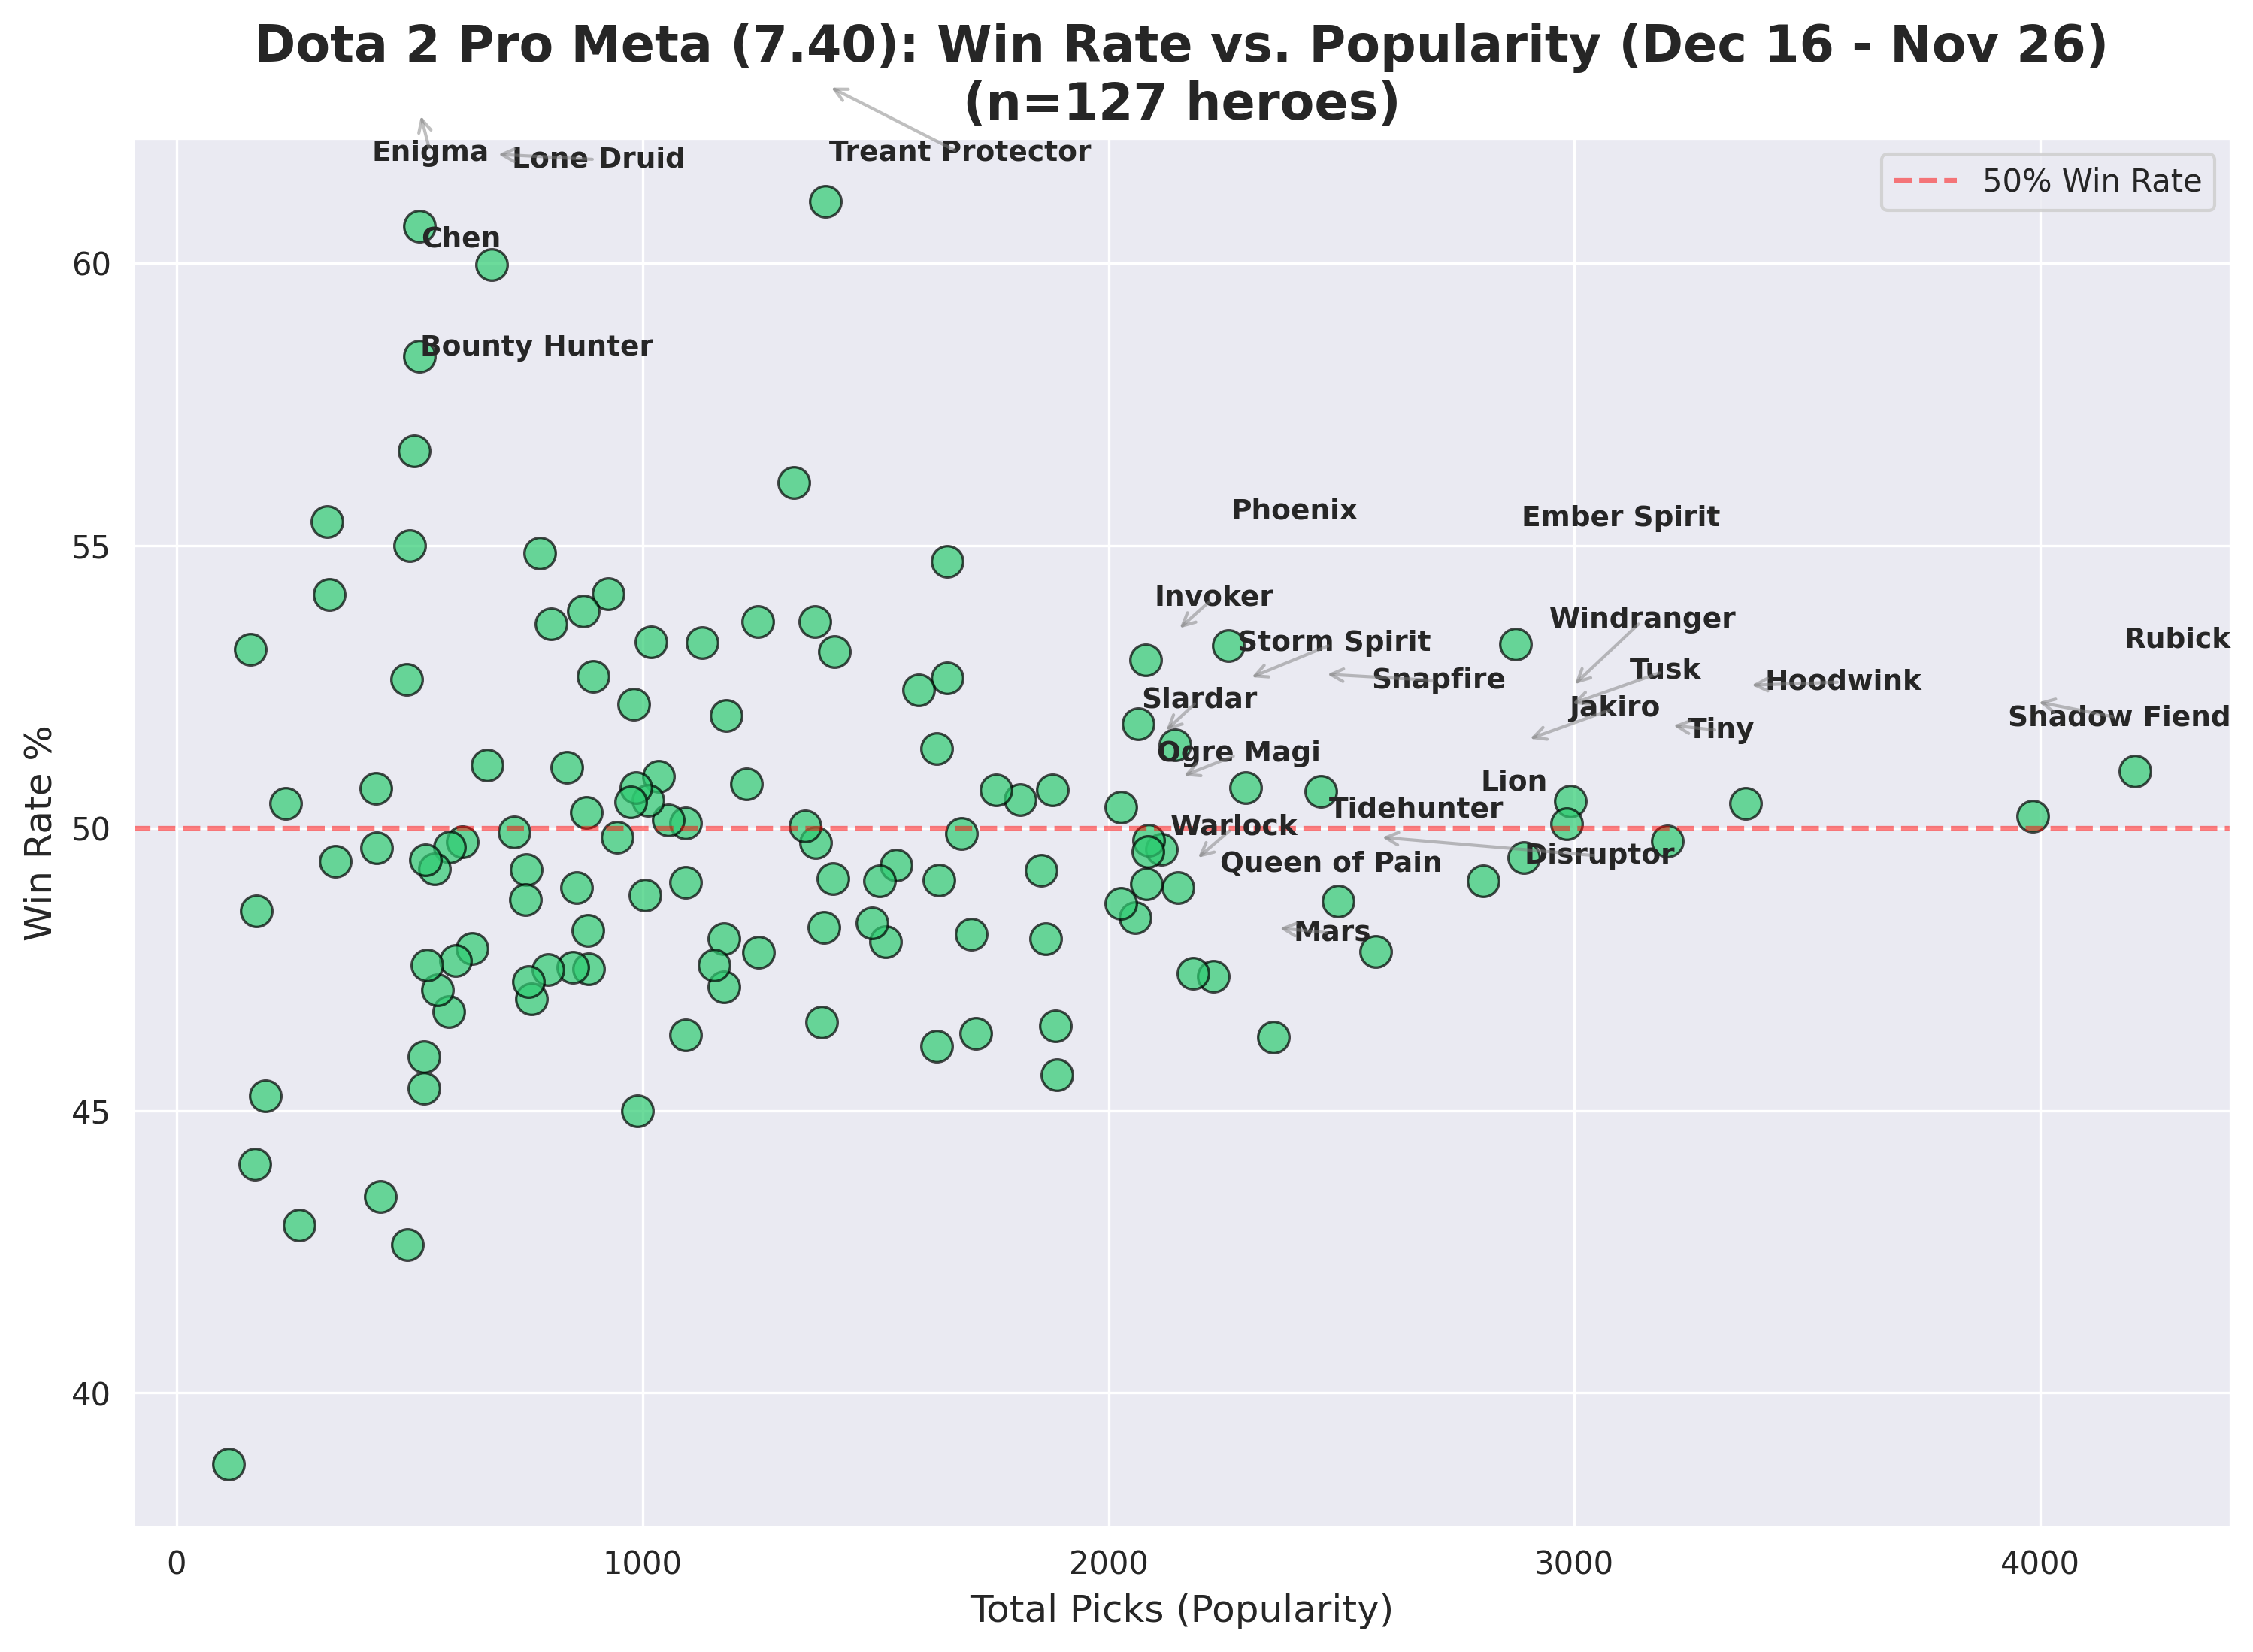 Dota 2 Pro Meta (7.40): Win Rate vs. Popularity (Dec 16 - Nov 26)
(n=127 heroes)
Enigma
Lone Druid
Treant Protector
50% Win Rate
Chen
Bounty Hunter
Phoenix
Ember Spirit
Invoker
Windranger
Storm Spirit
Rubick
Tusk
Snapfire
Hoodwink
Slardar
Jakiro
Shadow Fiend
Tiny
Ogre Magi
Lion
Tidehunter
Warlock
Disruptor
Queen of Pain
Mars
60
55
50
45
40
Win Rate %
0
1000
2000
3000
4000
Total Picks (Popularity)